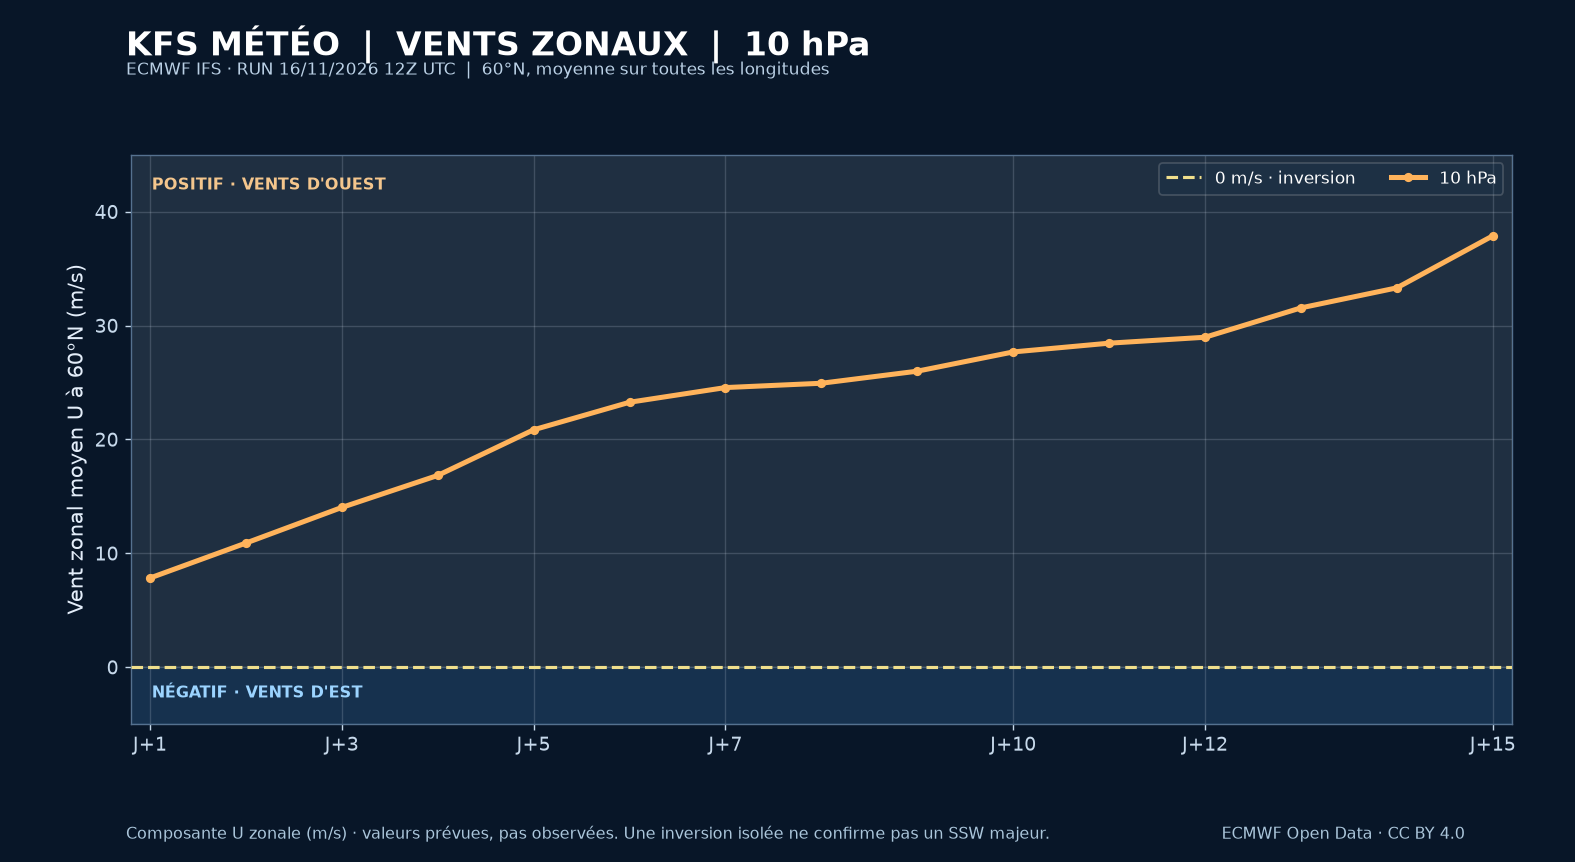 KFS MÉTÉO | VENTS ZONAUX | 10 hPa
ECMWF IFS · RUN 16/11/2026 12Z UTC | 60°N, moyenne sur toutes les longitudes
POSITIF · VENTS D'OUEST
0 m/s · inversion
10 hPa
40
30
20
10
0
Vent zonal moyen U à 60°N (m/s)
NÉGATIF · VENTS D'EST
J+1
J+3
J+5
J+7
J+10
J+12
J+15
Composante U zonale (m/s) · valeurs prévues, pas observées. Une inversion isolée ne confirme pas un SSW majeur.
ECMWF Open Data · CC BY 4.0